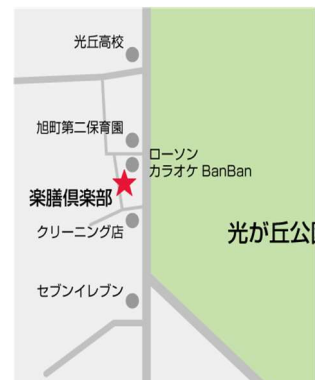 光丘高校
旭町第二保育園
ローソン
カラオケ BanBan
楽膳倶楽部
クリーニング店
光が丘公
セブンイレブン